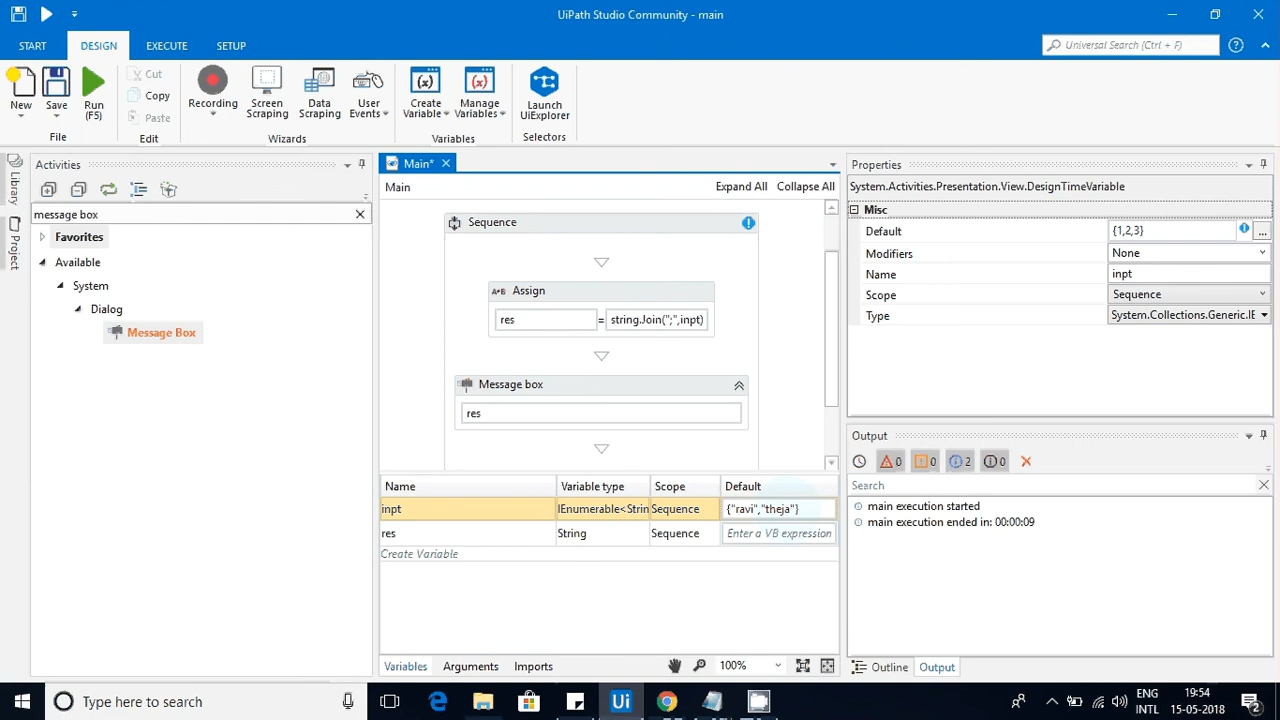 UiPath Studio Community - main
START DESIGN EXECUTE SETUP
Universal Search (Ctrl + F)
New Save Run (F5)
Cut
Copy
Paste
Recording Screen Scraping Data Scraping User Events
Create Variable Manage Variables
Launch UiExplorer
File Edit Wizards Variables Selectors
Library
Project
Activities
message box
Favorites
Available
System
Dialog
Message Box
Main*
Main Expand All Collapse All
Sequence
Assign
res = string.Join(";",inpt)
Message box
res
Name Variable type Scope Default
inpt IEnumerable<Strin Sequence {"ravi","theja"}
res String Sequence Enter a VB expression
Create Variable
Variables Arguments Imports 100%
Properties
System.Activities.Presentation.View.DesignTimeVariable
Misc
Default {1,2,3} ...
Modifiers None
Name inpt
Scope Sequence
Type System.Collections.Generic.IE
Output
0 0 2 0
Search
main execution started
main execution ended in: 00:00:09
Outline Output
Type here to search
Ui
ENG
INTL
19:54
15-05-2018
2